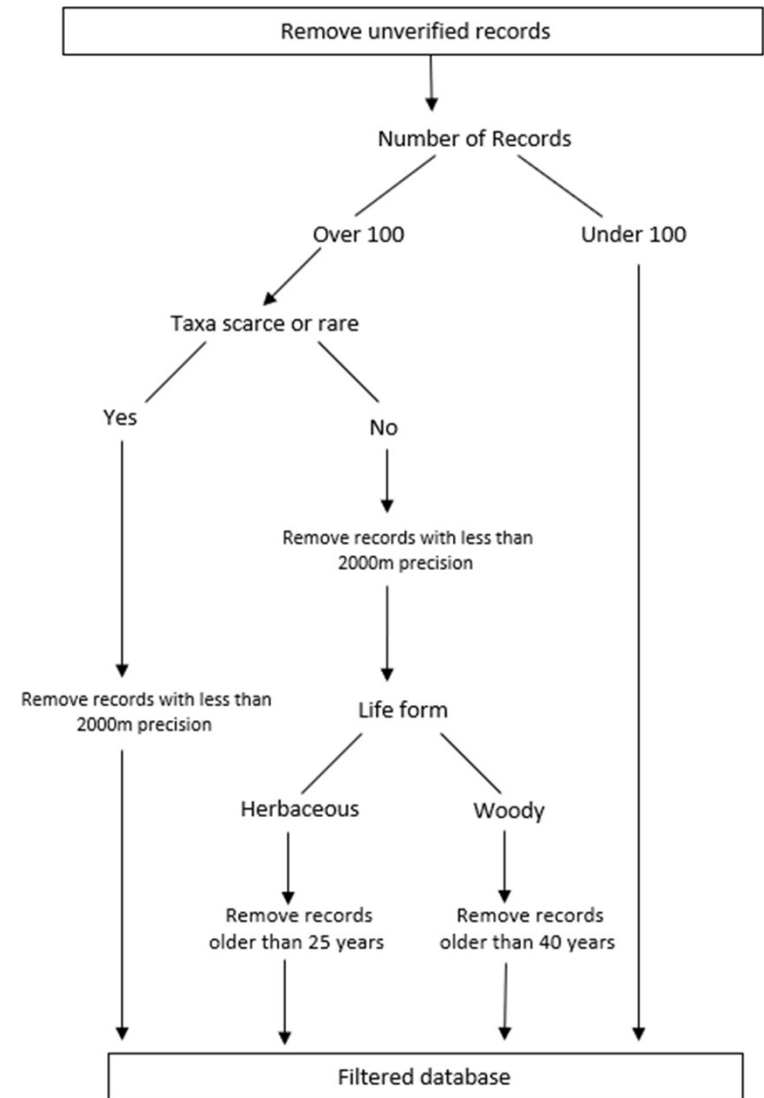 Remove unverified records
Number of Records
Over 100
Under 100
Taxa scarce or rare
Yes
No
Remove records with less than
2000m precision
Remove records with less than
2000m precision
Life form
Herbaceous
Woody
Remove records
older than 25 years
Remove records
older than 40 years
Filtered database